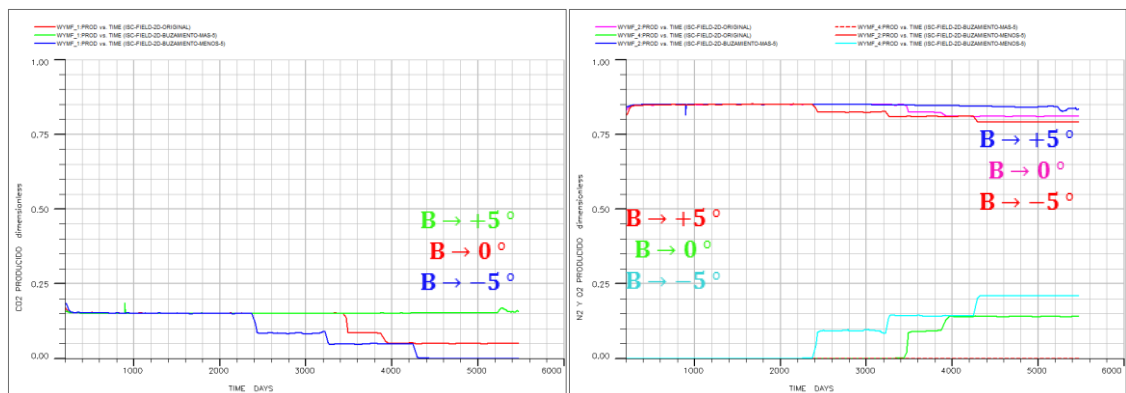 WYMF_1:PROD vs. TIME (ISC-FIELD-2D-ORIGINAL)
WYMF_1:PROD vs. TIME (ISC-FIELD-2D-BUZAMIENTO-MAS-5)
WYMF_1:PROD vs. TIME (ISC-FIELD-2D-BUZAMIENTO-MENOS-5)
1.00
0.75
0.50
0.25
0.00
CO2 PRODUCIDO dimensionless
B → +5 °
B → 0 °
B → −5 °
1000 2000 3000 4000 5000 6000
TIME DAYS
WYMF_2:PROD vs. TIME (ISC-FIELD-2D-ORIGINAL)
WYMF_4:PROD vs. TIME (ISC-FIELD-2D-ORIGINAL)
WYMF_2:PROD vs. TIME (ISC-FIELD-2D-BUZAMIENTO-MAS-5)
WYMF_4:PROD vs. TIME (ISC-FIELD-2D-BUZAMIENTO-MAS-5)
WYMF_2:PROD vs. TIME (ISC-FIELD-2D-BUZAMIENTO-MENOS-5)
WYMF_4:PROD vs. TIME (ISC-FIELD-2D-BUZAMIENTO-MENOS-5)
1.00
0.75
0.50
0.25
0.00
N2 Y O2 PRODUCIDO dimensionless
B → +5 °
B → 0 °
B → −5 °
B → +5 °
B → 0 °
B → −5 °
1000 2000 3000 4000 5000 6000
TIME DAYS